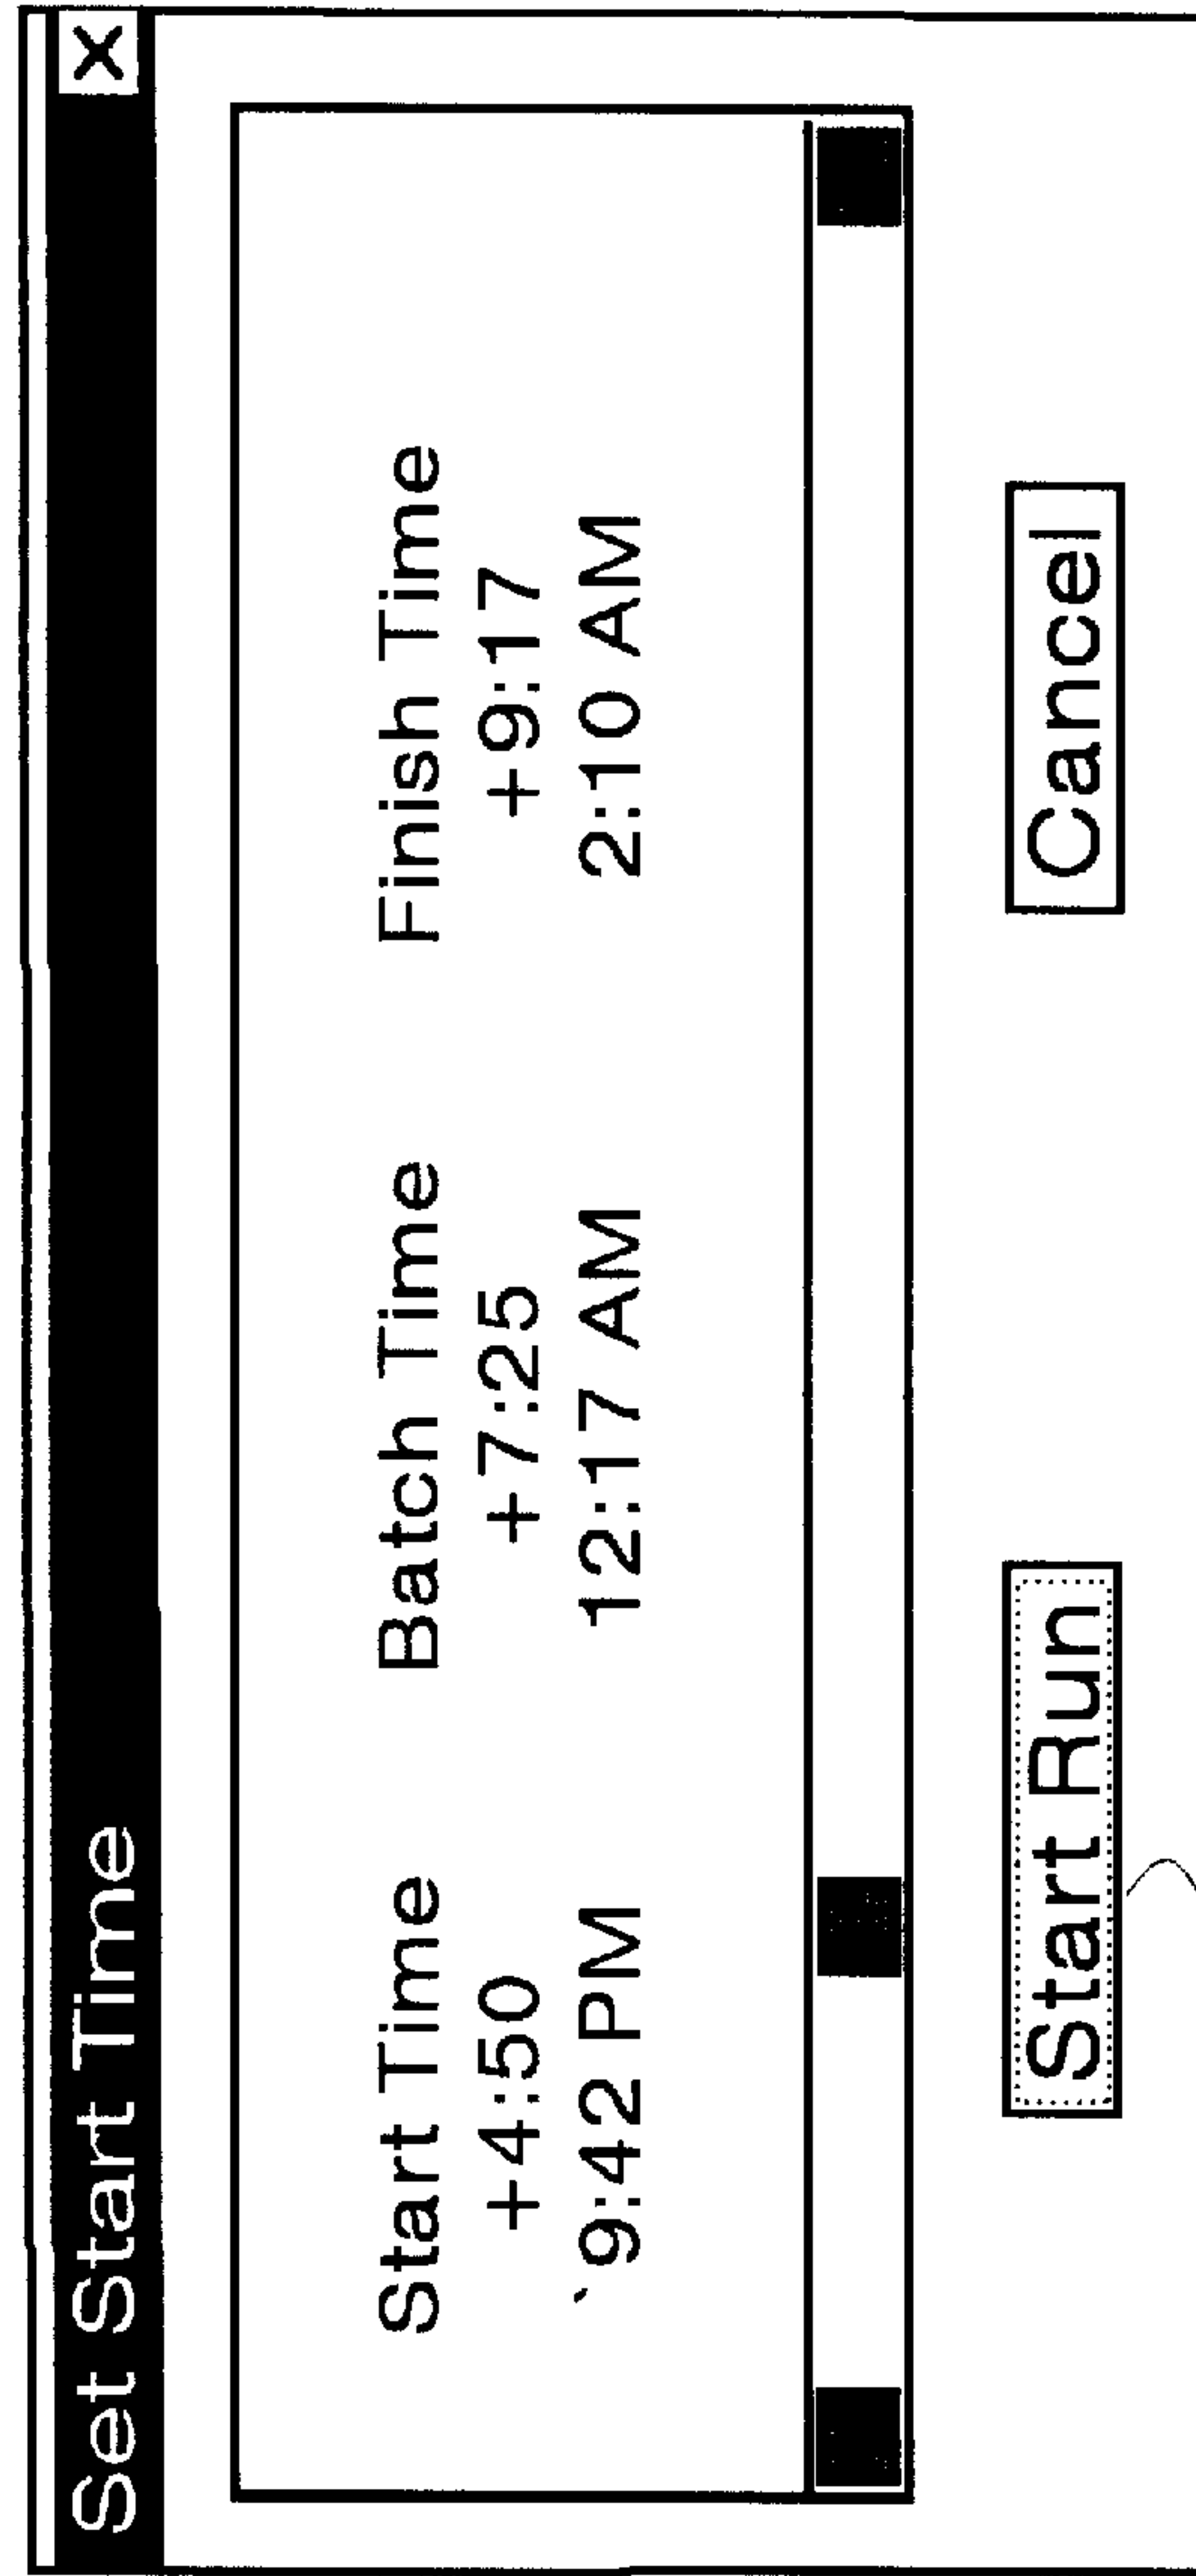 Set Start Time X
Start Time Batch Time Finish Time
+4:50 +7:25 +9:17
`9:42 PM 12:17 AM 2:10 AM
Start Run Cancel